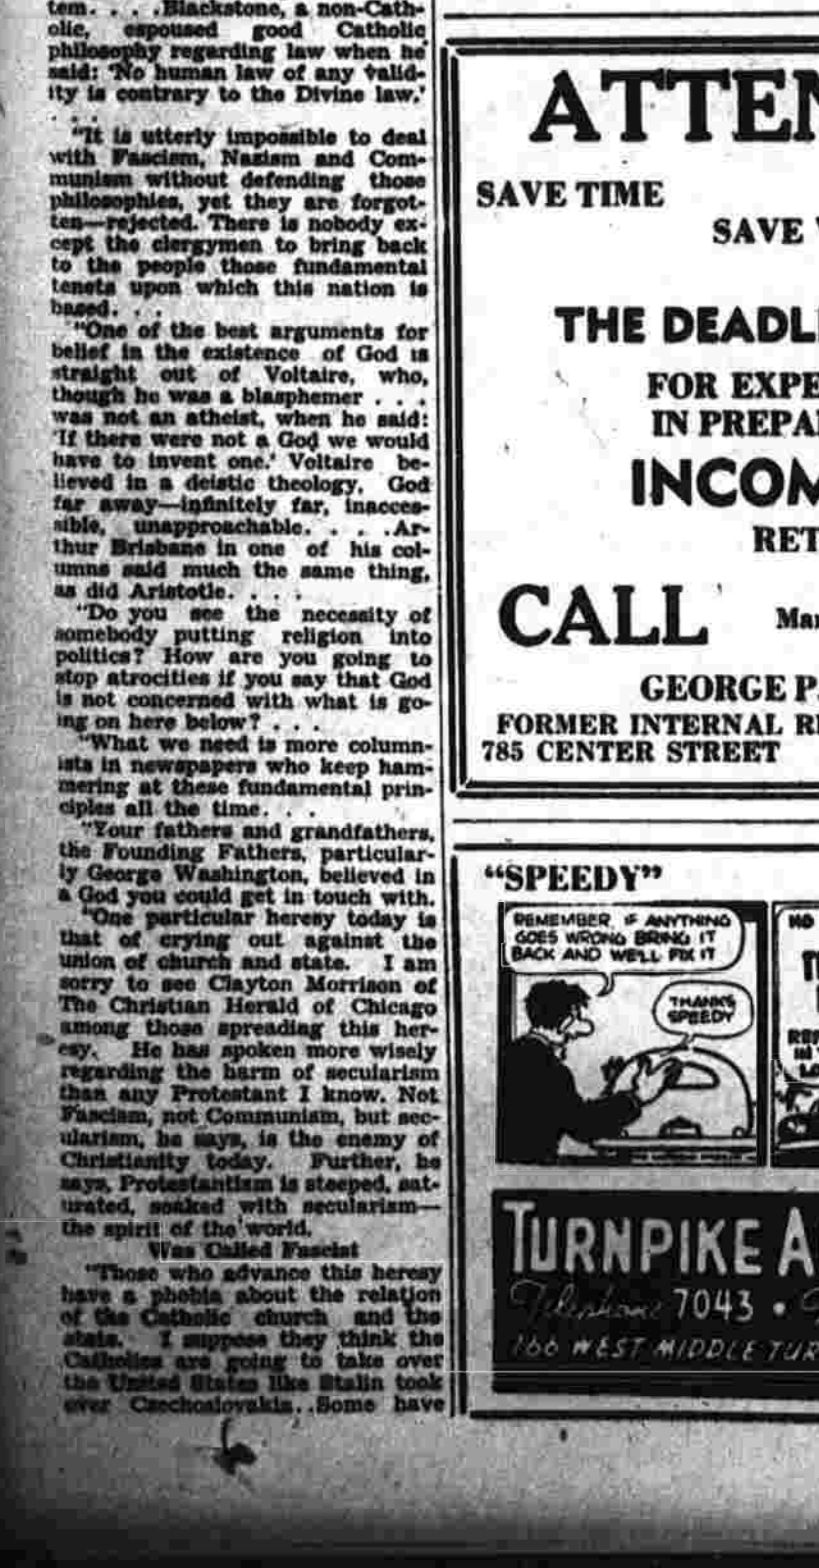 tem. . . .Blackstone, a non-Cath-
olic, espoused good Catholic
philosophy regarding law when he
said: 'No human law of any valid-
ity is contrary to the Divine law.'
. . .
"It is utterly impossible to deal
with Fascism, Nazism and Com-
munism without defending those
philosophies, yet they are forgot-
ten—rejected. There is nobody ex-
cept the clergymen to bring back
to the people those fundamental
tenets upon which this nation is
based. . .
"One of the best arguments for
belief in the existence of God is
straight out of Voltaire, who,
though he was a blasphemer . . .
was not an atheist, when he said:
'If there were not a God we would
have to invent one.' Voltaire be-
lieved in a deistic theology, God
far away—infinitely far, inacces-
sible, unapproachable. . . .Ar-
thur Brisbane in one of his col-
umns said much the same thing,
as did Aristotle. . . .
"Do you see the necessity of
somebody putting religion into
politics? How are you going to
stop atrocities if you say that God
is not concerned with what is go-
ing on here below? . . .
"What we need is more column-
ists in newspapers who keep ham-
mering at these fundamental prin-
ciples all the time. . .
"Your fathers and grandfathers,
the Founding Fathers, particular-
ly George Washington, believed in
a God you could get in touch with.
"One particular heresy today is
that of crying out against the
union of church and state. I am
sorry to see Clayton Morrison of
The Christian Herald of Chicago
among those spreading this her-
esy. He has spoken more wisely
regarding the harm of secularism
than any Protestant I know. Not
Fascism, not Communism, but sec-
ularism, he says, is the enemy of
Christianity today. Further, he
says, Protestantism is steeped, sat-
urated, soaked with secularism—
the spirit of the world.
Was Called Fascist
"Those who advance this heresy
have a phobia about the relation
of the Catholic church and the
state. I suppose they think the
Catholics are going to take over
the United States like Stalin took
over Czechoslovakia. .Some have
ATTEN
SAVE TIME
SAVE
THE DEADLI
FOR EXPE
IN PREPAR
INCOM
RET
CALL
Mar
GEORGE P.
FORMER INTERNAL RE
785 CENTER STREET
"SPEEDY"
REMEMBER, IF ANYTHING
GOES WRONG BRING IT
BACK AND WE'LL FIX IT
THANKS
SPEEDY
TURNPIKE A
Telephone 7043 •
166 WEST MIDDLE TUR